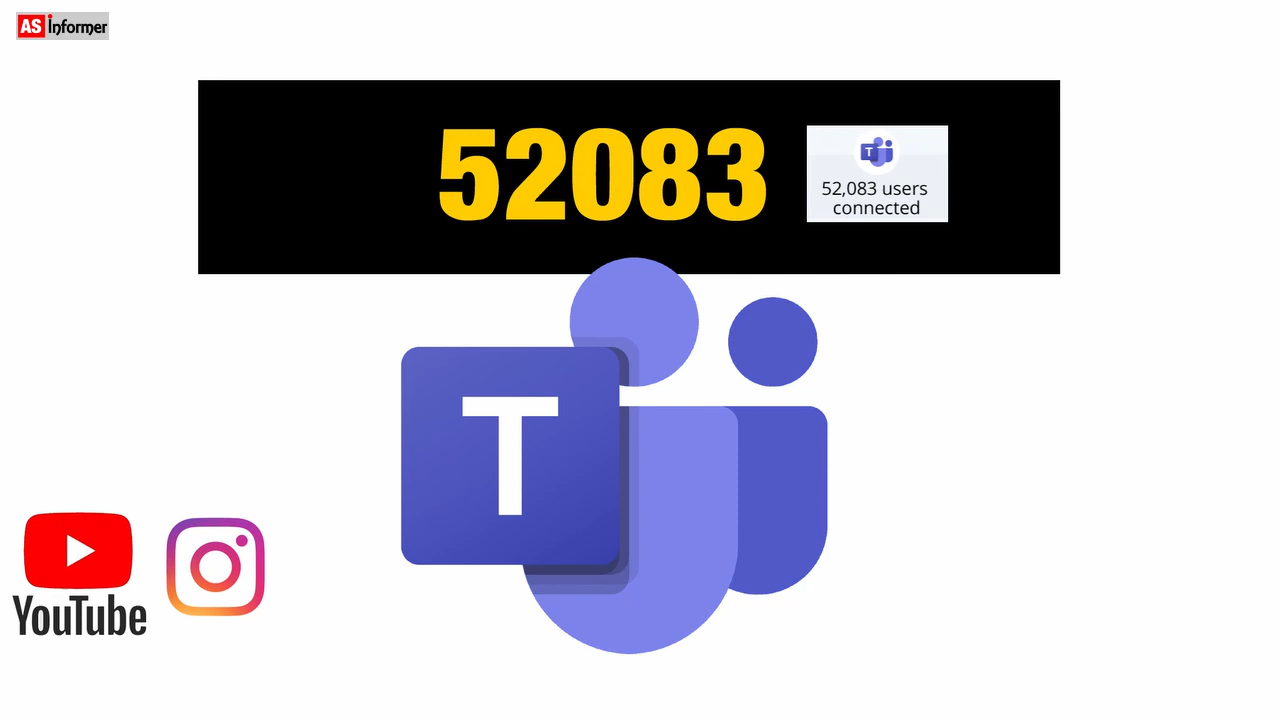 AS informer
52083
T
52,083 users
connected
T
YouTube